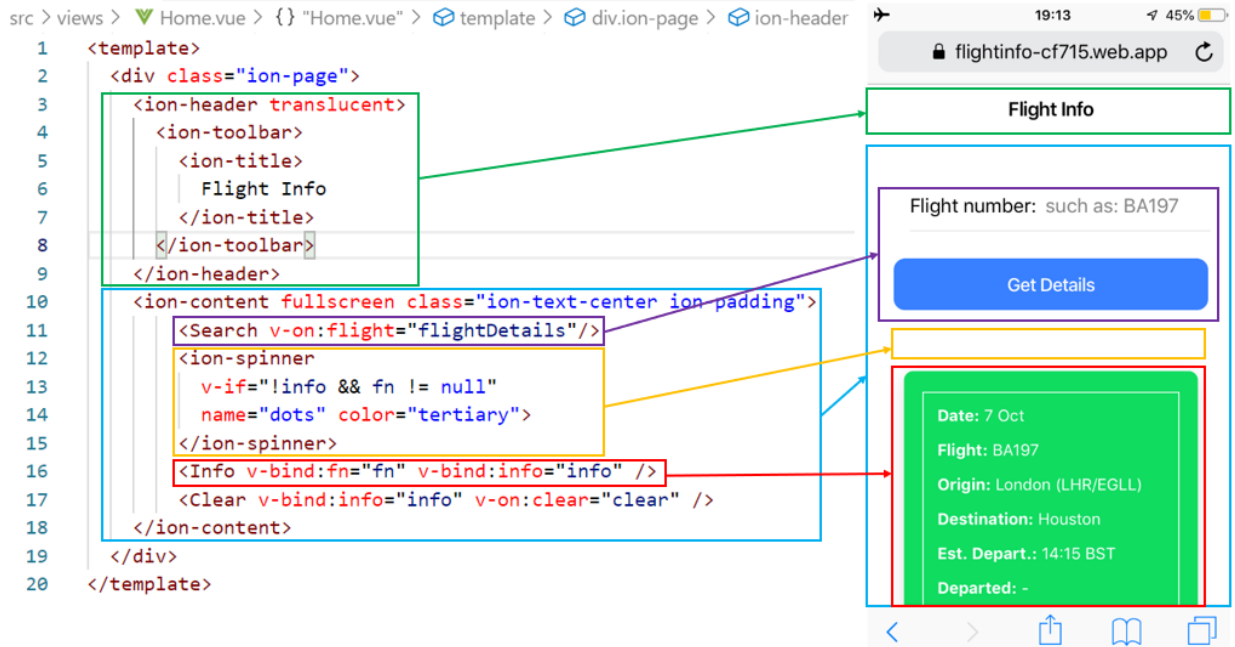 src > views > Home.vue > {} "Home.vue" > template > div.ion-page > ion-header
1 <template>
2 <div class="ion-page">
3 <ion-header translucent>
4 <ion-toolbar>
5 <ion-title>
6 Flight Info
7 </ion-title>
8 </ion-toolbar>
9 </ion-header>
10 <ion-content fullscreen class="ion-text-center ion-padding">
11 <Search v-on:flight="flightDetails"/>
12 <ion-spinner
13 v-if="!info && fn != null"
14 name="dots" color="tertiary">
15 </ion-spinner>
16 <Info v-bind:fn="fn" v-bind:info="info" />
17 <Clear v-bind:info="info" v-on:clear="clear" />
18 </ion-content>
19 </div>
20 </template>
19:13 45%
flightinfo-cf715.web.app
Flight Info
Flight number: such as: BA197
Get Details
Date: 7 Oct
Flight: BA197
Origin: London (LHR/EGLL)
Destination: Houston
Est. Depart.: 14:15 BST
Departed: -